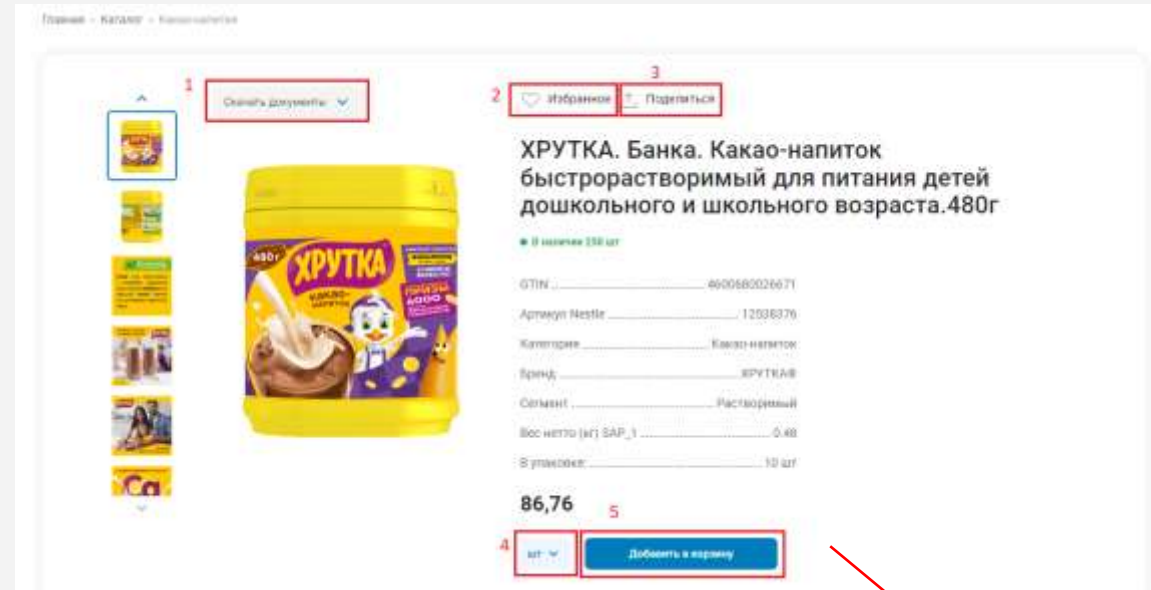 Главная - Каталог - Какао-напиток
1
Скачать документы
2
Избранное
3
Поделиться
ХРУТКА. Банка. Какао-напиток
быстрорастворимый для питания детей
дошкольного и школьного возраста.480г
В наличии 250 шт
GTIN 4600680026671
Артикул Nestle 12538376
Категория Какао-напиток
Бренд ХРУТКА®
Сегмент Растворимый
Вес нетто (кг) SAP_1 0.48
В упаковке: 10 шт
86,76
4
шт
5
Добавить в корзину
480г
ХРУТКА
КАКАО-
НАПИТОК
Ca